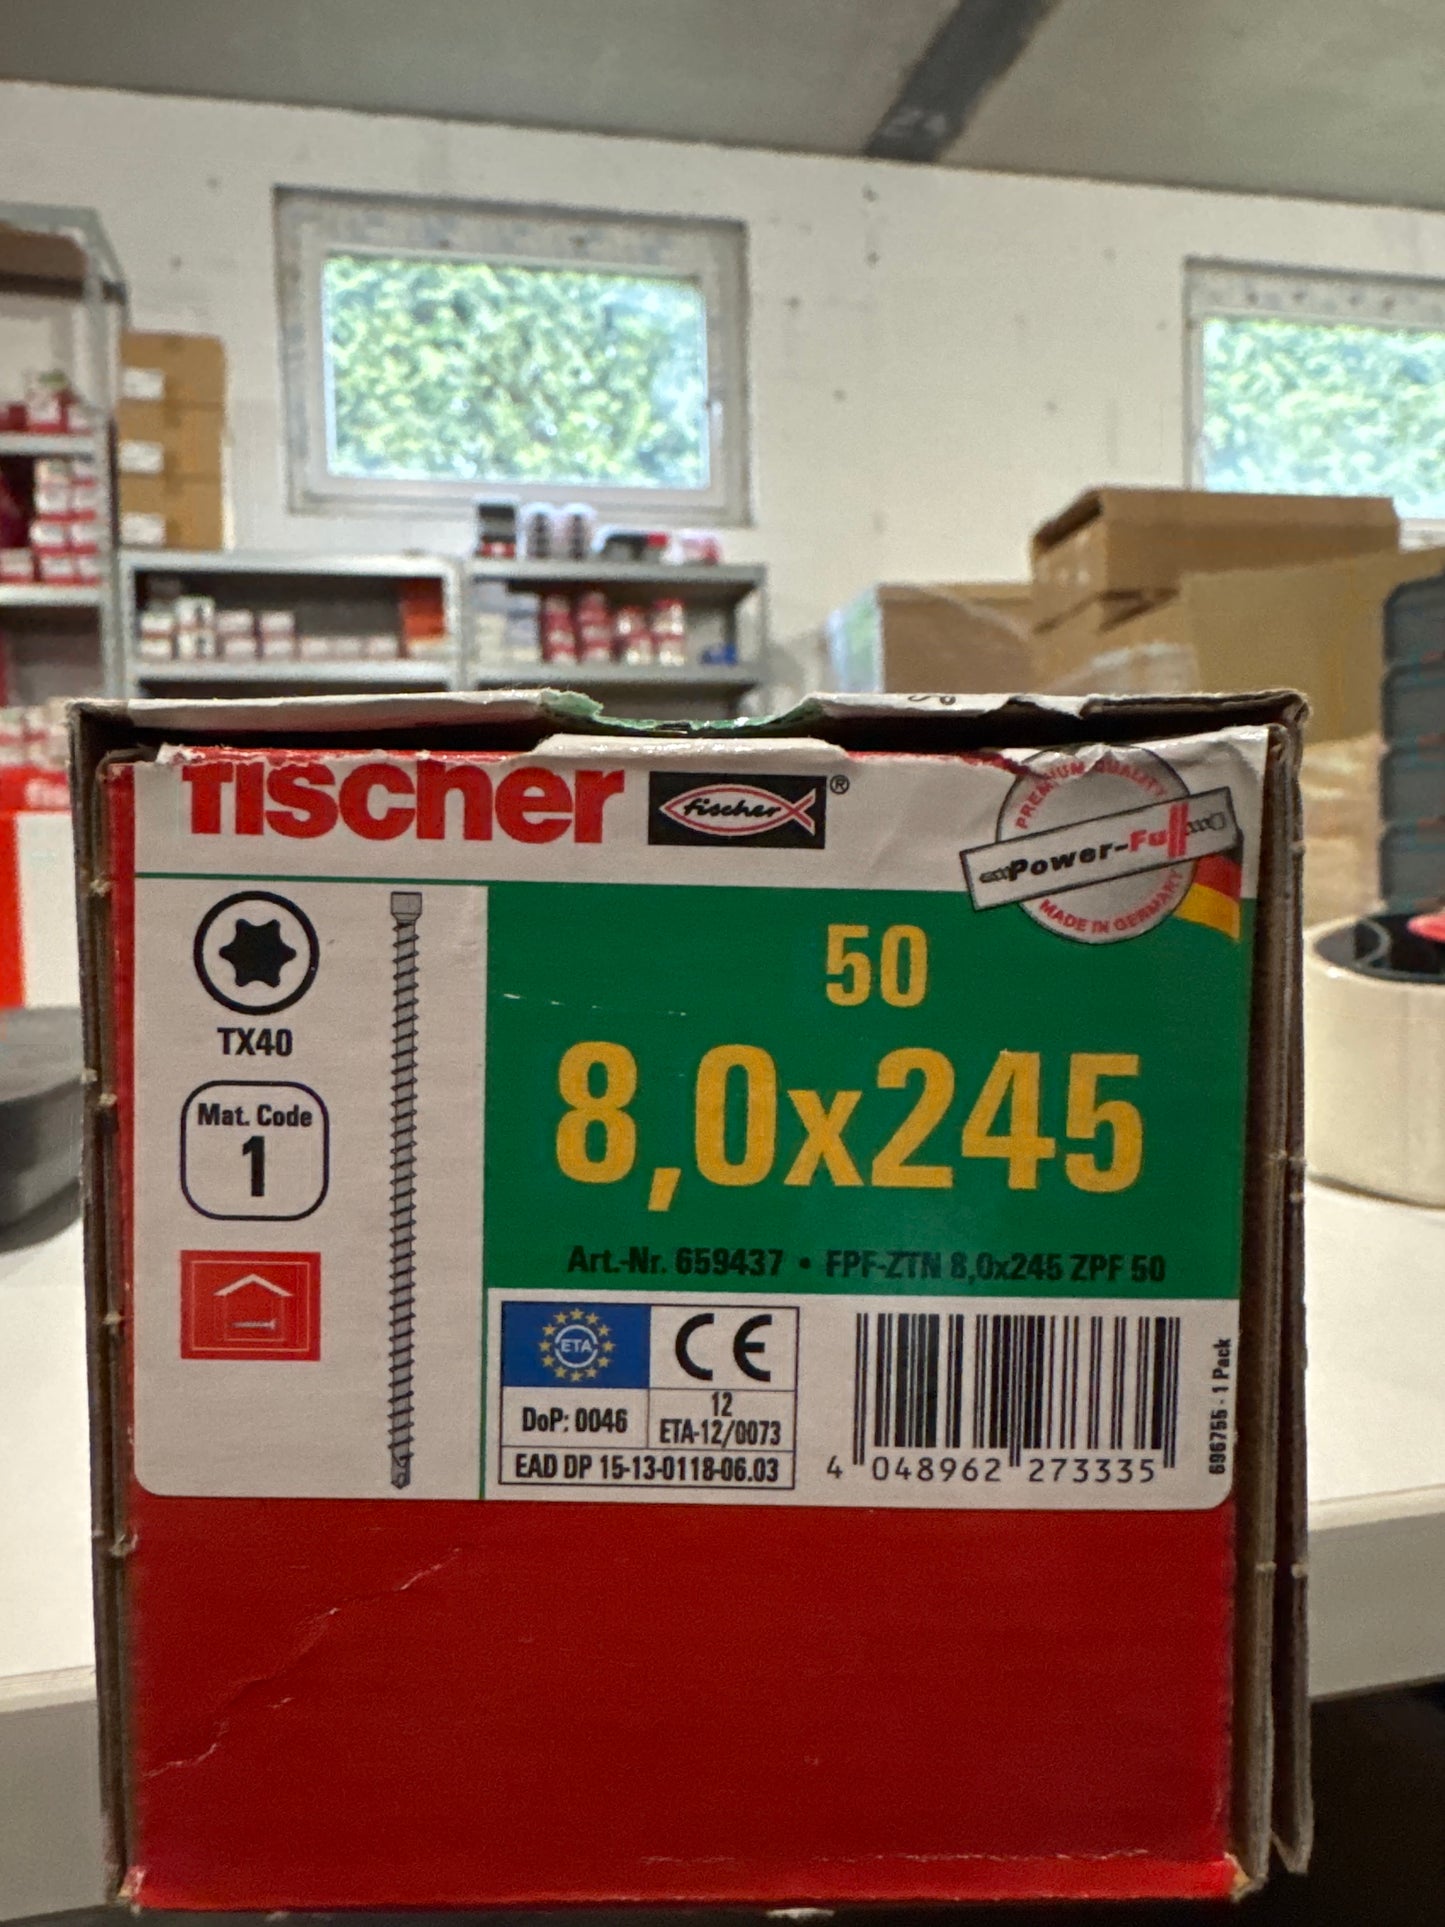 fischer fischer ®
PREMIUM QUALITY
Power-Full
MADE IN GERMANY
TX40
Mat. Code
1
50
8,0x245
Art.-Nr. 659437 • FPF-ZTN 8,0x245 ZPF 50
ETA CE
DoP: 0046
12
ETA-12/0073
EAD DP 15-13-0118-06.03
4 048962 273335
696755 - 1 Pack